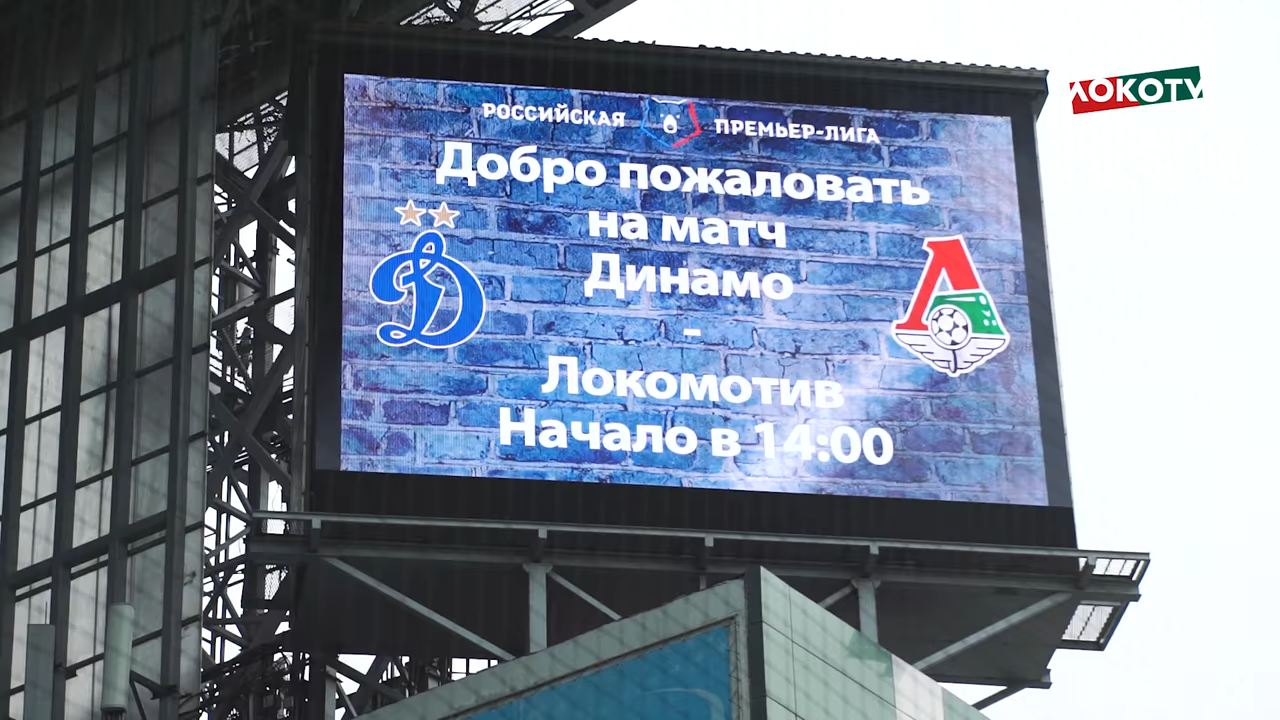 ЛОКОTV
РОССИЙСКАЯ ПРЕМЬЕР-ЛИГА
Добро пожаловать
на матч
Динамо
-
Локомотив
Начало в 14:00